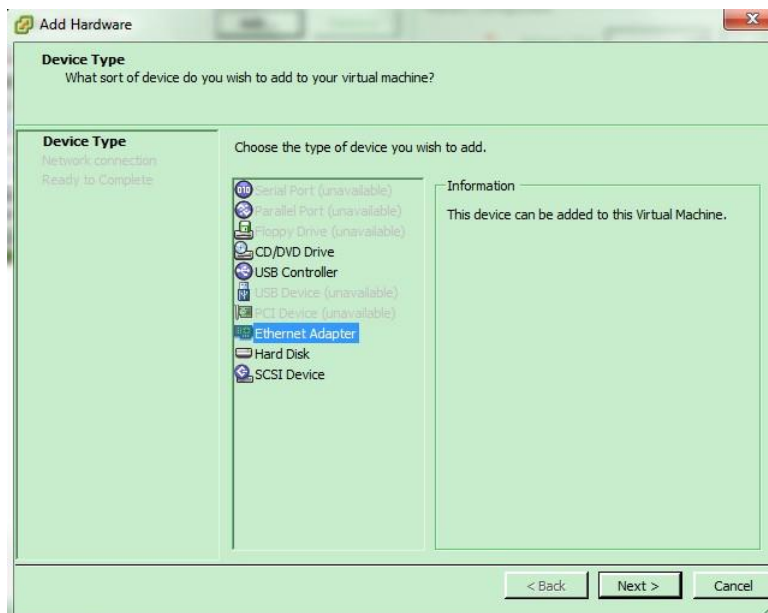 Add Hardware
Device Type
What sort of device do you wish to add to your virtual machine?
Device Type
Network connection
Ready to Complete
Choose the type of device you wish to add.
Serial Port (unavailable)
Parallel Port (unavailable)
Floppy Drive (unavailable)
CD/DVD Drive
USB Controller
USB Device (unavailable)
PCI Device (unavailable)
Ethernet Adapter
Hard Disk
SCSI Device
Information
This device can be added to this Virtual Machine.
< Back
Next >
Cancel